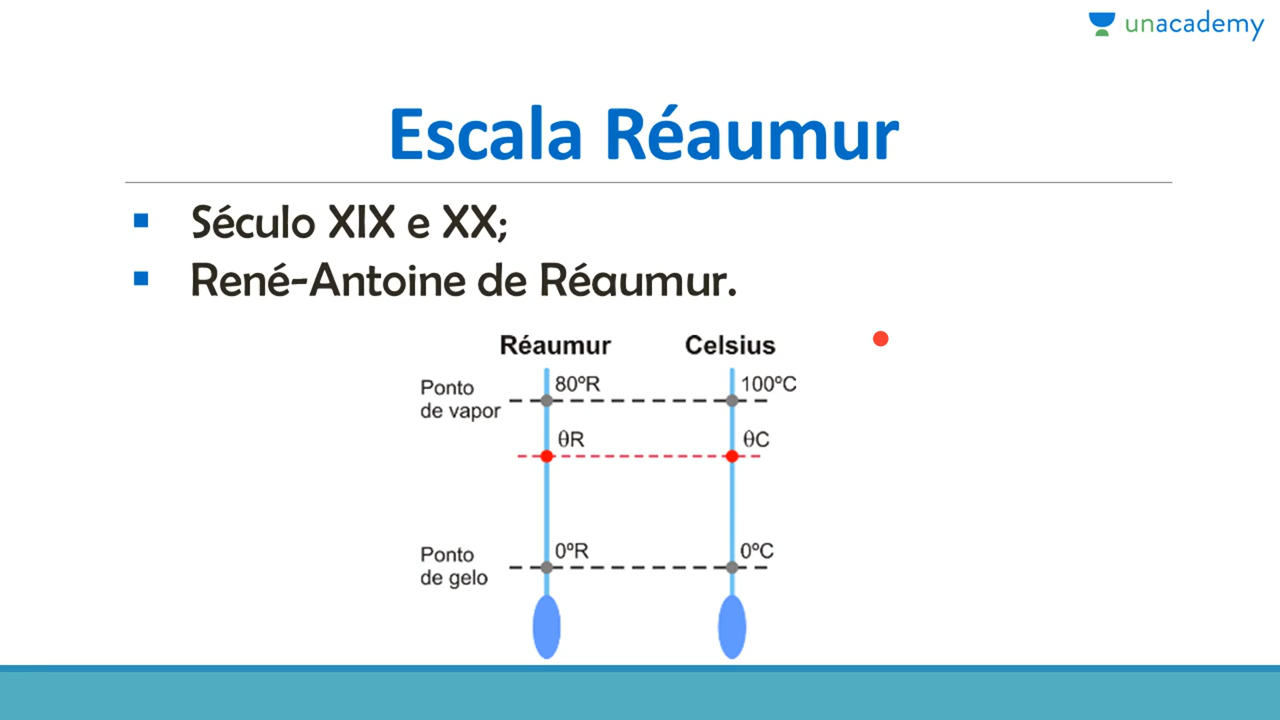 unacademy
Escala Réaumur
Século XIX e XX;
René-Antoine de Réaumur.
Réaumur Celsius
Ponto
de vapor
80ºR 100ºC
θR θC
Ponto
de gelo
0ºR 0ºC